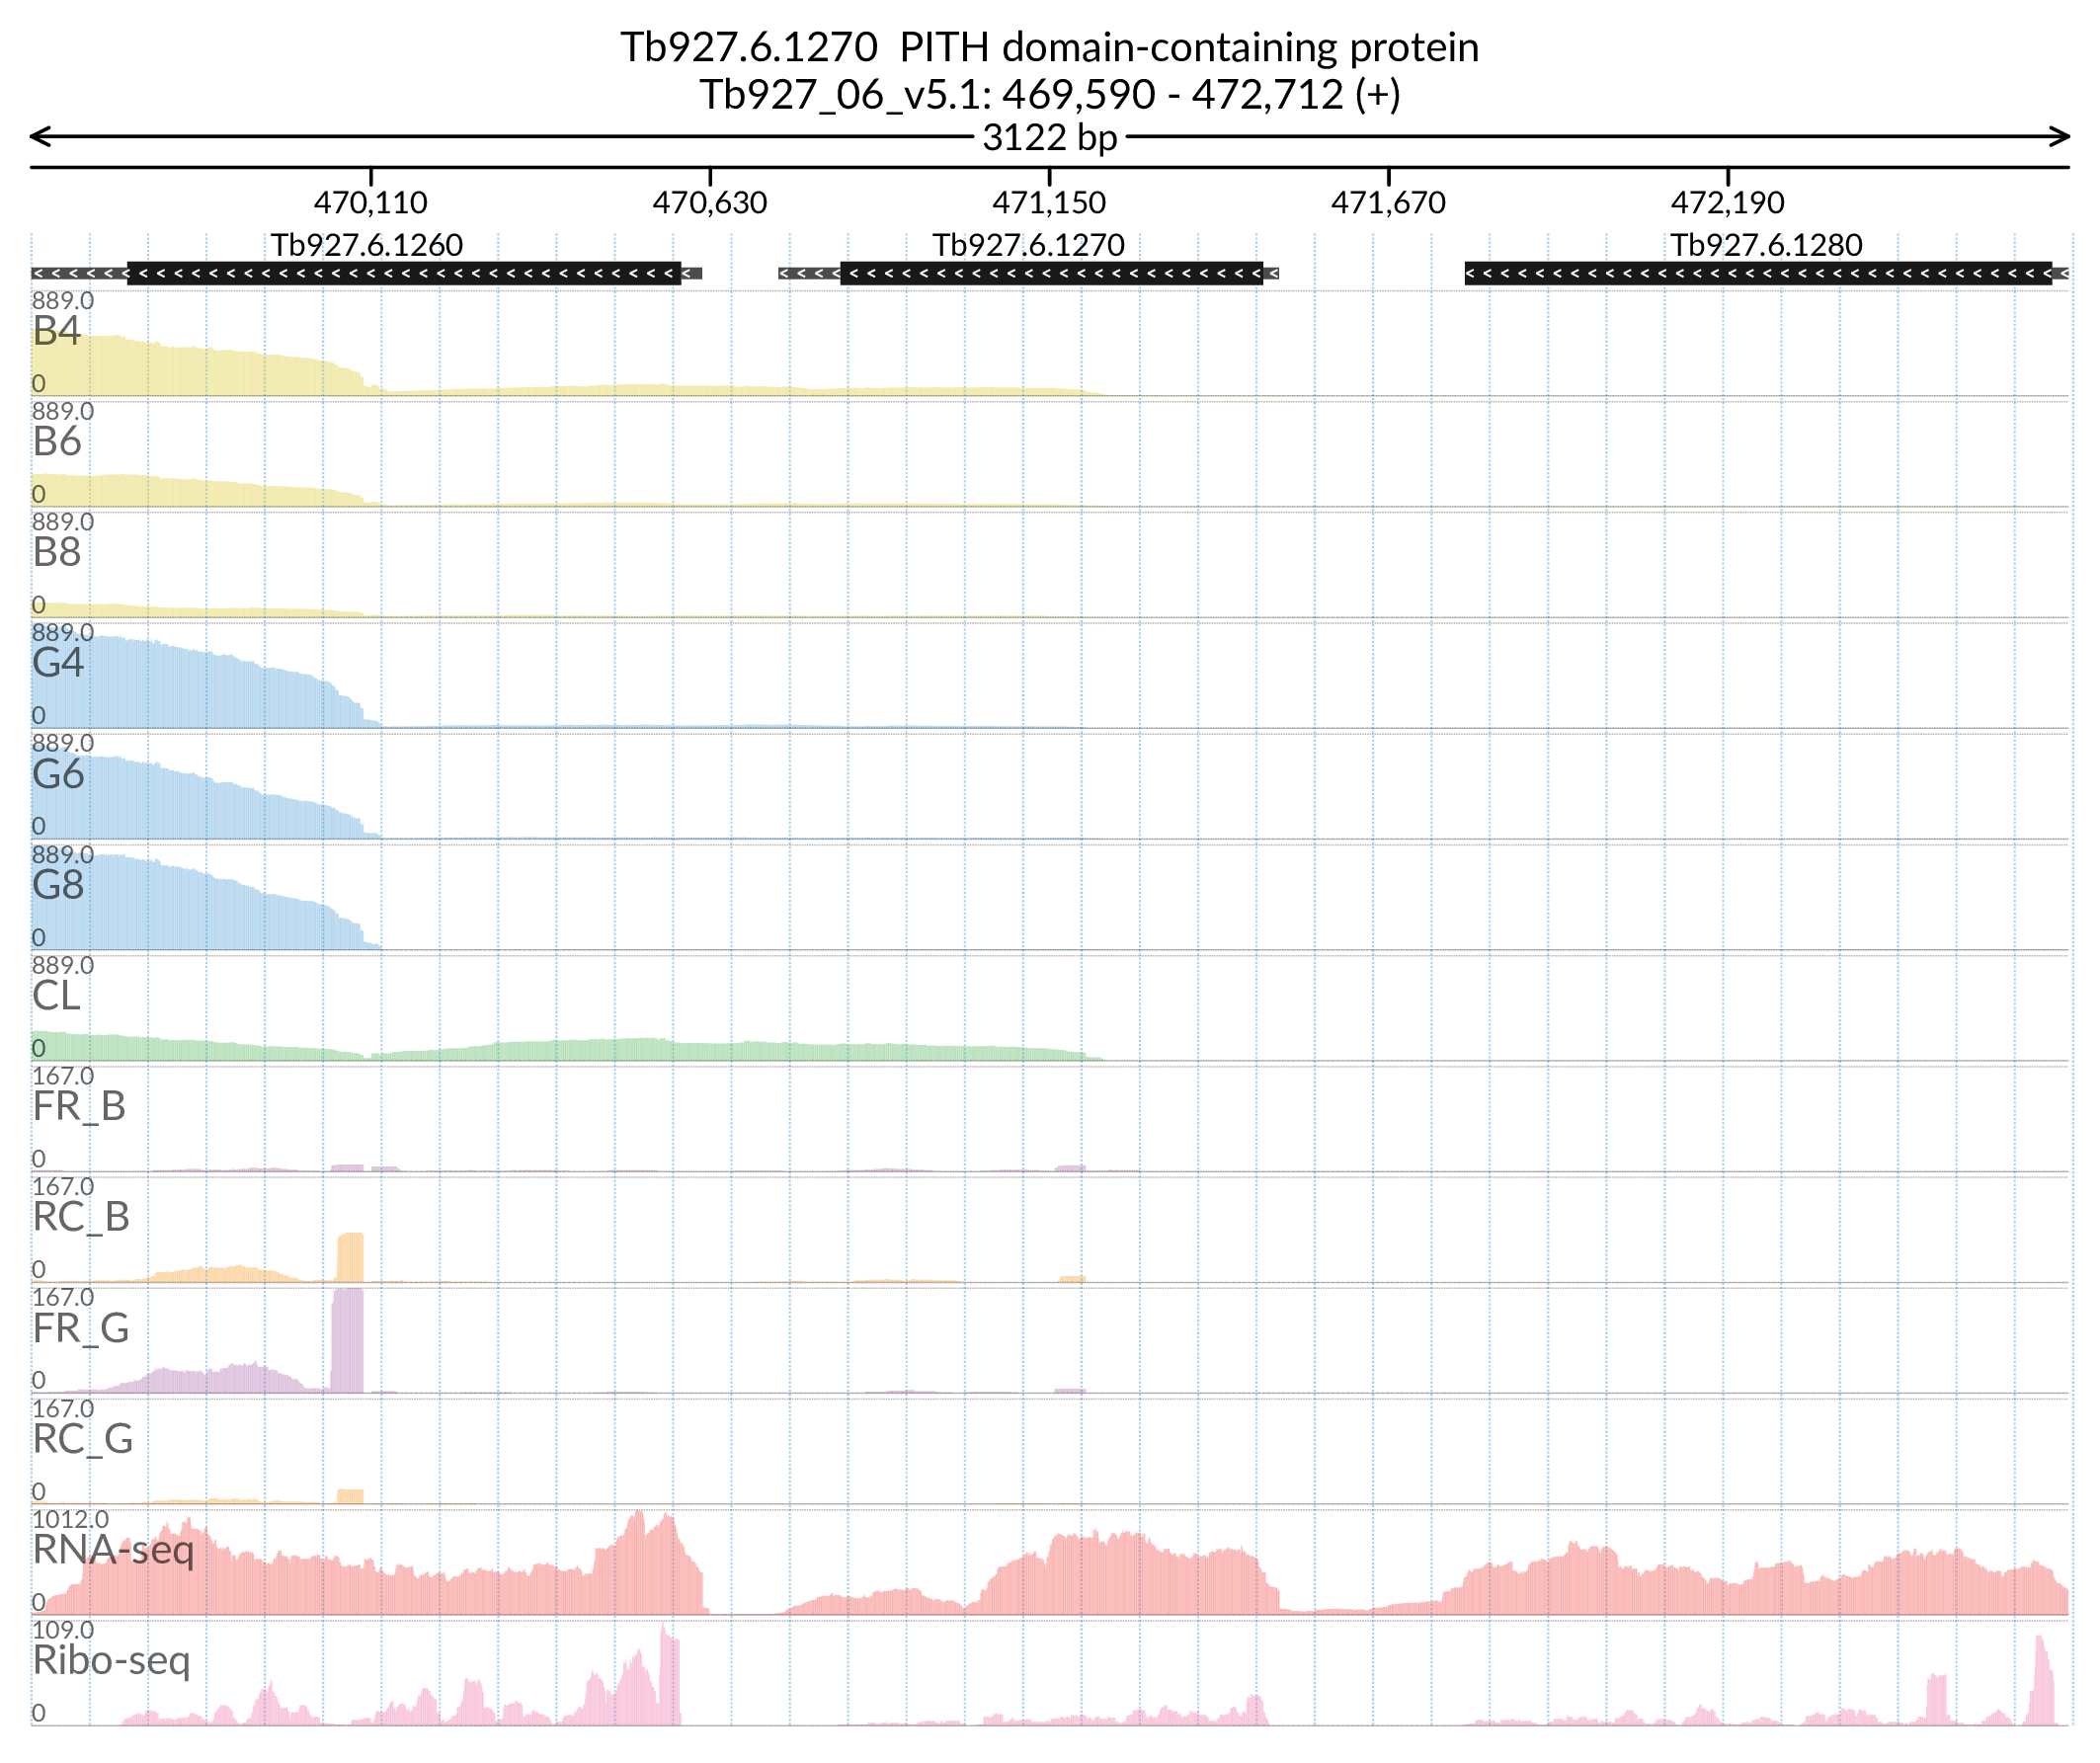 Tb927.6.1270  PITH domain-containing protein
Tb927_06_v5.1: 469,590 - 472,712 (+)
3122 bp
470,110 470,630 471,150 471,670 472,190
Tb927.6.1260 Tb927.6.1270 Tb927.6.1280
889.0
B4
0
889.0
B6
0
889.0
B8
0
889.0
G4
0
889.0
G6
0
889.0
G8
0
889.0
CL
0
167.0
FR_B
0
167.0
RC_B
0
167.0
FR_G
0
167.0
RC_G
0
1012.0
RNA-seq
0
109.0
Ribo-seq
0